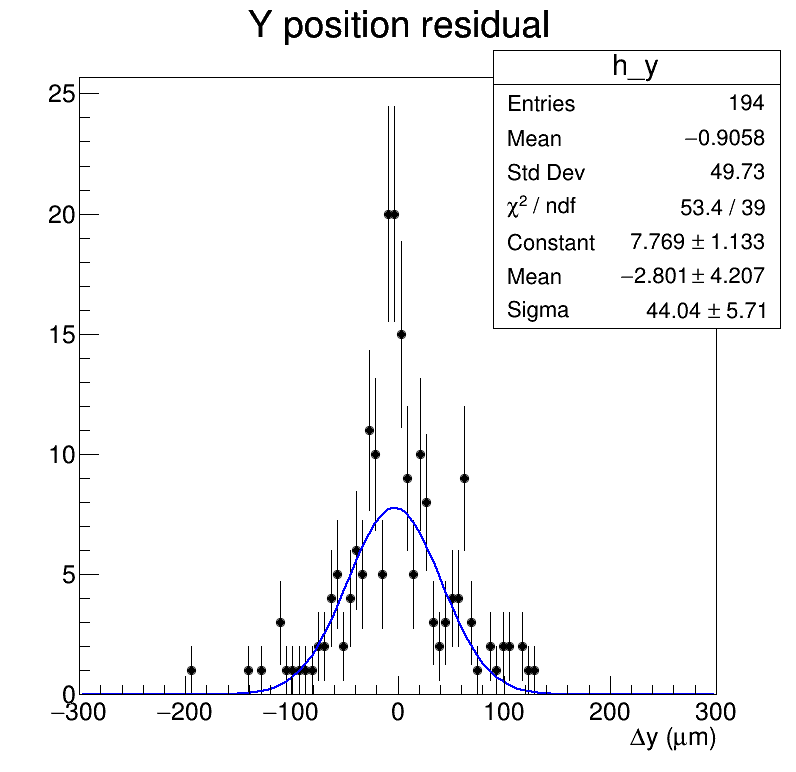 Y position residual
h_y
Entries 194
Mean −0.9058
Std Dev 49.73
χ² / ndf 53.4 / 39
Constant 7.769 ± 1.133
Mean −2.801 ± 4.207
Sigma 44.04 ± 5.71
25
20
15
10
5
0
−300 −200 −100 0 100 200 300
Δy (μm)